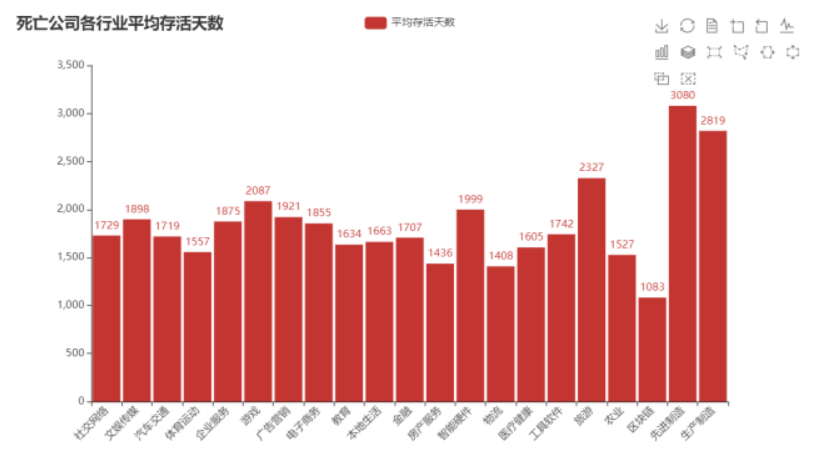 死亡公司各行业平均存活天数
平均存活天数
3,500
3,000
2,500
2,000
1,500
1,000
500
0
1729
1898
1719
1557
1875
2087
1921
1855
1634
1663
1707
1436
1999
1408
1605
1742
2327
1527
1083
3080
2819
社交网络
文娱传媒
汽车交通
体育运动
企业服务
游戏
广告营销
电子商务
教育
本地生活
金融
房产服务
智能硬件
物流
医疗健康
工具软件
旅游
农业
区块链
先进制造
生产制造